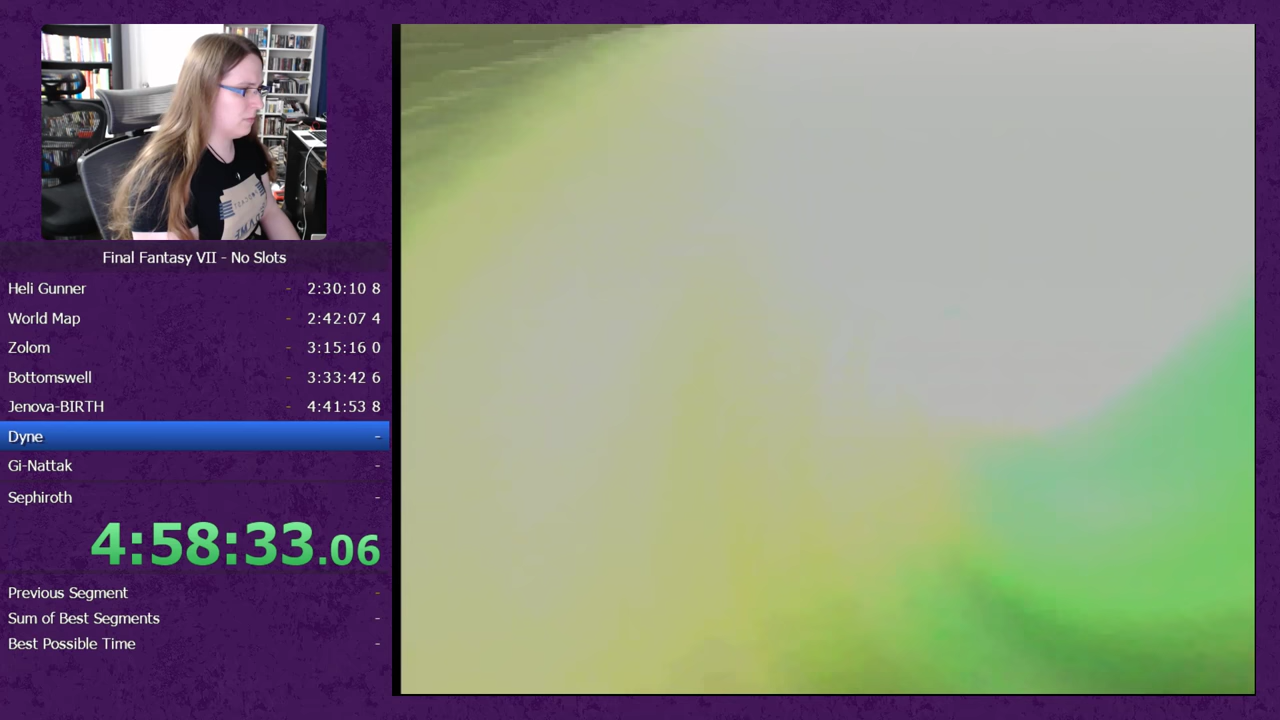 Final Fantasy VII - No Slots
Heli Gunner - 2:30:10 8
World Map - 2:42:07 4
Zolom - 3:15:16 0
Bottomswell - 3:33:42 6
Jenova-BIRTH - 4:41:53 8
Dyne -
Gi-Nattak -
Sephiroth -
4:58:33.06
Previous Segment -
Sum of Best Segments -
Best Possible Time -